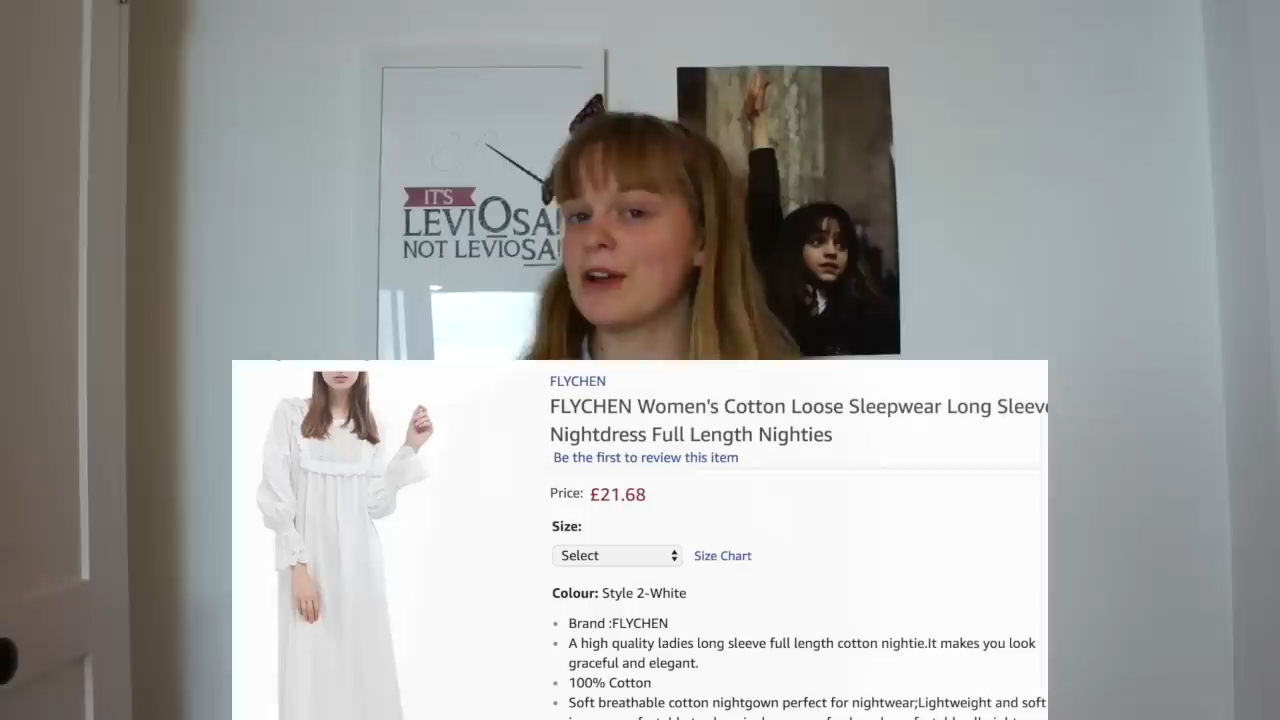 IT'S
LEVIOSA!
NOT LEVIOSA!
FLYCHEN
FLYCHEN Women's Cotton Loose Sleepwear Long Sleeve
Nightdress Full Length Nighties
Be the first to review this item
Price: £21.68
Size:
Select
Size Chart
Colour: Style 2-White
• Brand :FLYCHEN
• A high quality ladies long sleeve full length cotton nightie.It makes you look
graceful and elegant.
• 100% Cotton
• Soft breathable cotton nightgown perfect for nightwear;Lightweight and soft